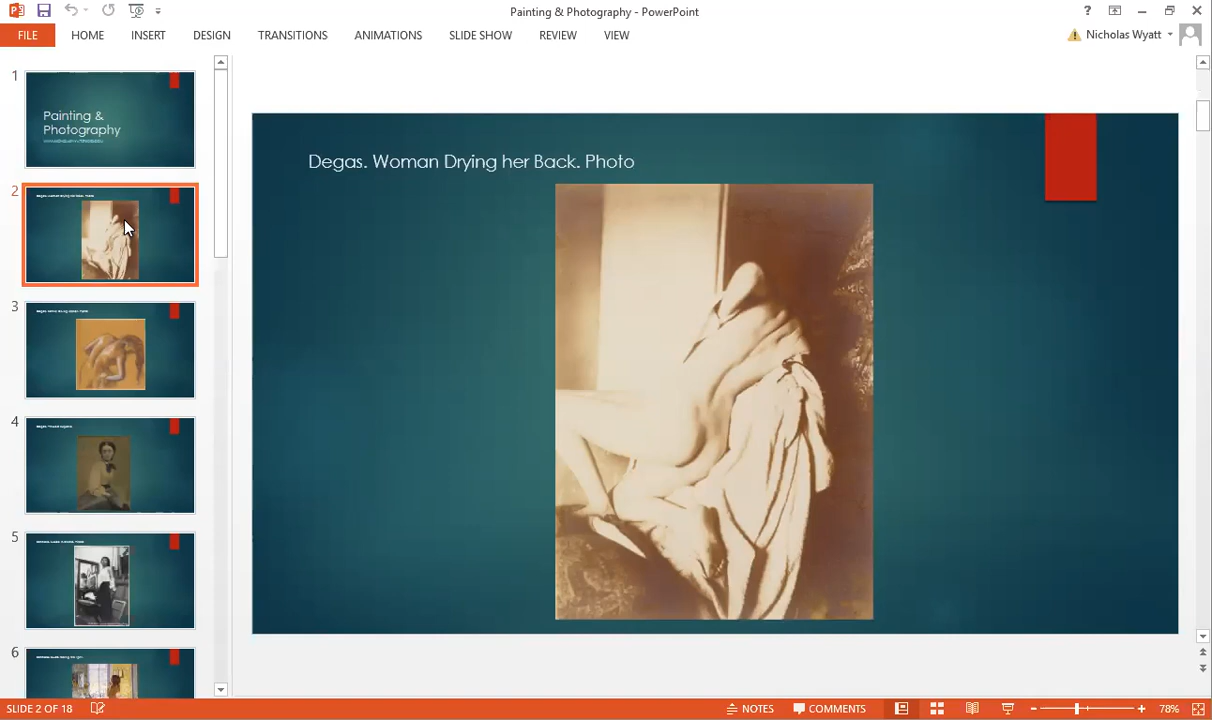 Painting & Photography - PowerPoint
FILE HOME INSERT DESIGN TRANSITIONS ANIMATIONS SLIDE SHOW REVIEW VIEW
Nicholas Wyatt
1
Painting &
Photography
2
3
4
5
6
Degas. Woman Drying her Back. Photo
SLIDE 2 OF 18
NOTES COMMENTS 78%